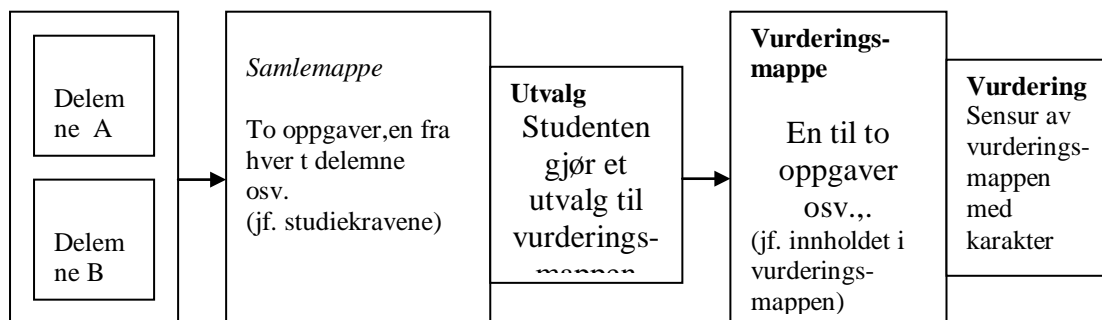 Delem
ne A
Delem
ne B
Samlemappe
To oppgaver,en fra
hver t delemne
osv.
(jf. studiekravene)
Utvalg
Studenten
gjør et
utvalg til
vurderings-
mappen
Vurderings-
mappe
En til to
oppgaver
osv.,.
(jf. innholdet i
vurderings-
mappen)
Vurdering
Sensur av
vurderings-
mappen
med
karakter